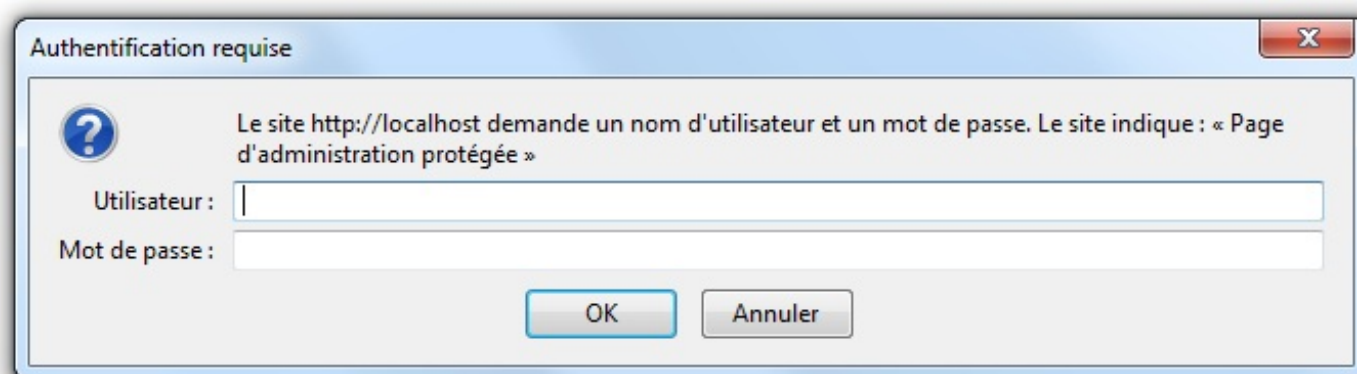 Authentification requise
Le site http://localhost demande un nom d'utilisateur et un mot de passe. Le site indique : « Page
d'administration protégée »
Utilisateur :
Mot de passe :
OK Annuler